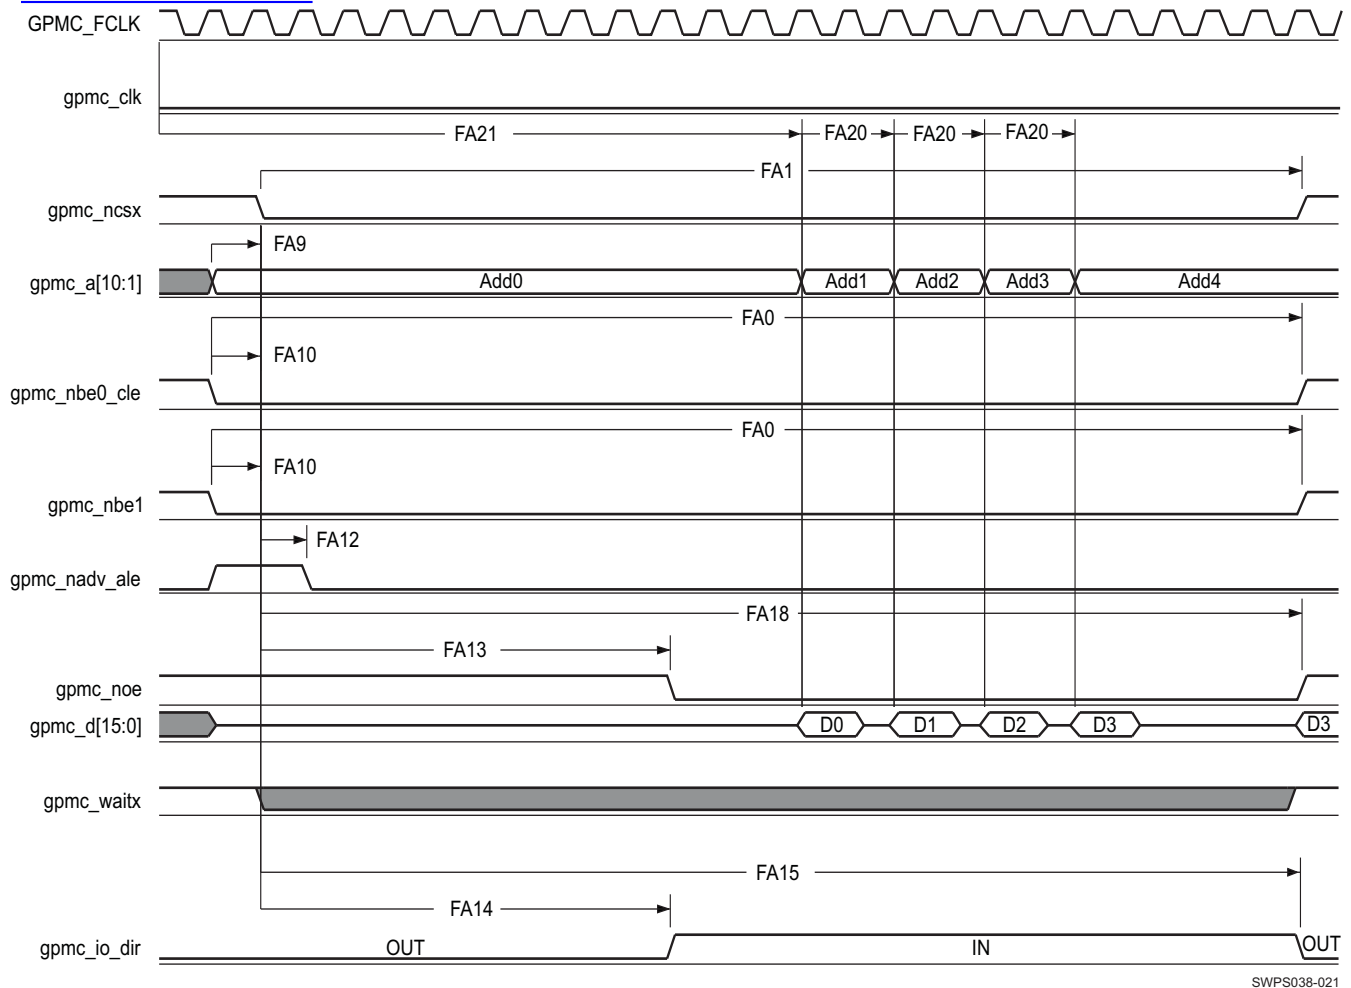 GPMC_FCLK
gpmc_clk
FA21 FA20 FA20 FA20
FA1
gpmc_ncsx
FA9
gpmc_a[10:1] Add0 Add1 Add2 Add3 Add4
FA0
FA10
gpmc_nbe0_cle
FA0
FA10
gpmc_nbe1
FA12
gpmc_nadv_ale
FA18
FA13
gpmc_noe
gpmc_d[15:0] D0 D1 D2 D3 D3
gpmc_waitx
FA15
FA14
gpmc_io_dir OUT IN OUT
SWPS038-021